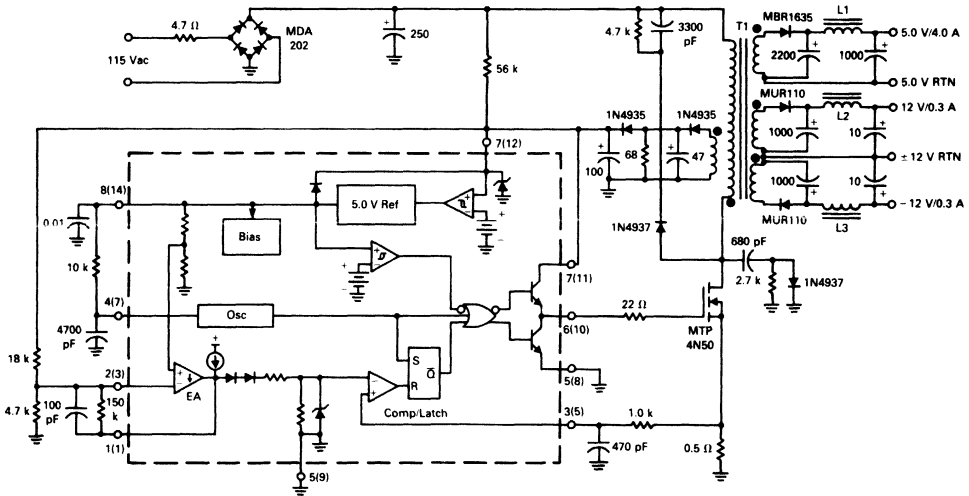 4.7 Ω
MDA
202
115 Vac
+
250
4.7 k
3300
pF
56 k
T1
MBR1635
L1
5.0 V/4.0 A
2200
+
1000
+
5.0 V RTN
MUR110
12 V/0.3 A
L2
1000
+
10
+
± 12 V RTN
1000
+
10
+
MUR110
L3
− 12 V/0.3 A
1N4935
1N4935
+
100
68
+
47
7(12)
8(14)
0.01
5.0 V Ref
Bias
+
−
+
−
+
−
1N4937
680 pF
2.7 k
1N4937
10 k
7(11)
4(7)
Osc
22 Ω
6(10)
MTP
4N50
4700
pF
18 k
S
Q̅
R
5(8)
2(3)
+
−
EA
+
−
+
Comp/Latch
4.7 k
100
pF
150
k
3(5)
1.0 k
470 pF
0.5 Ω
1(1)
5(9)